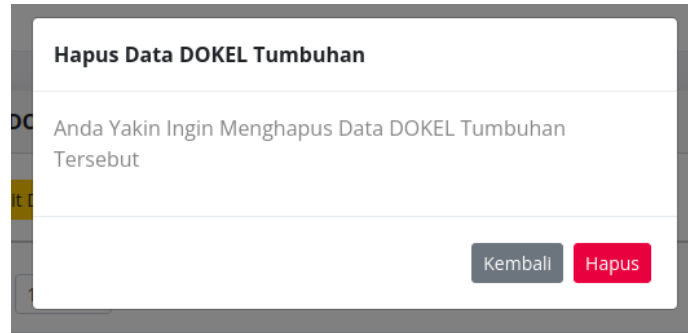 Hapus Data DOKEL Tumbuhan
Anda Yakin Ingin Menghapus Data DOKEL Tumbuhan
Tersebut
Kembali
Hapus